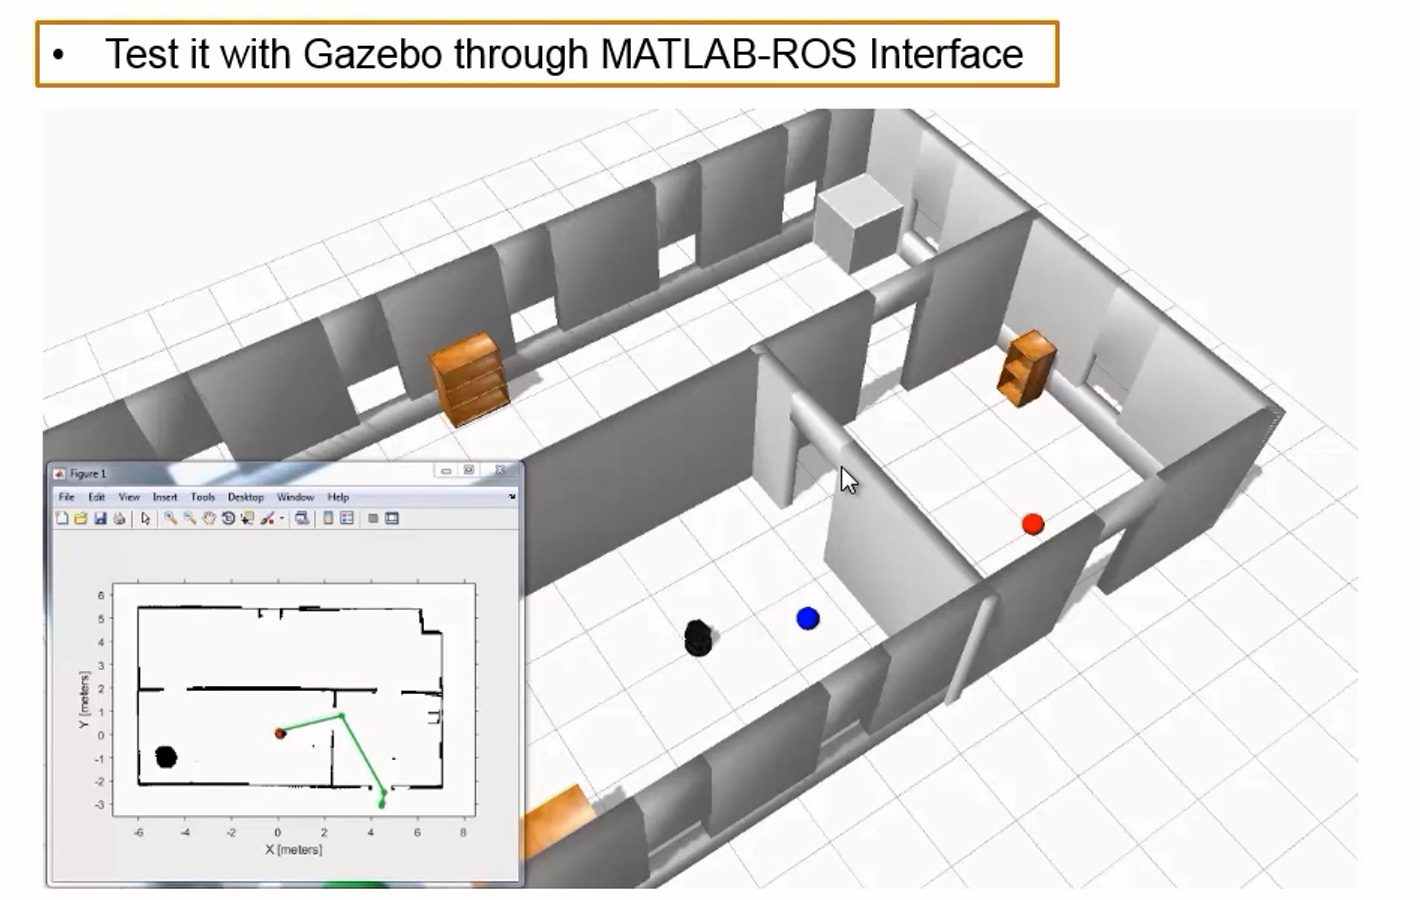 • Test it with Gazebo through MATLAB-ROS Interface
Figure 1
File Edit View Insert Tools Desktop Window Help
6
5
4
3
2
1
0
-1
-2
-3
Y [meters]
-6 -4 -2 0 2 4 6 8
X [meters]